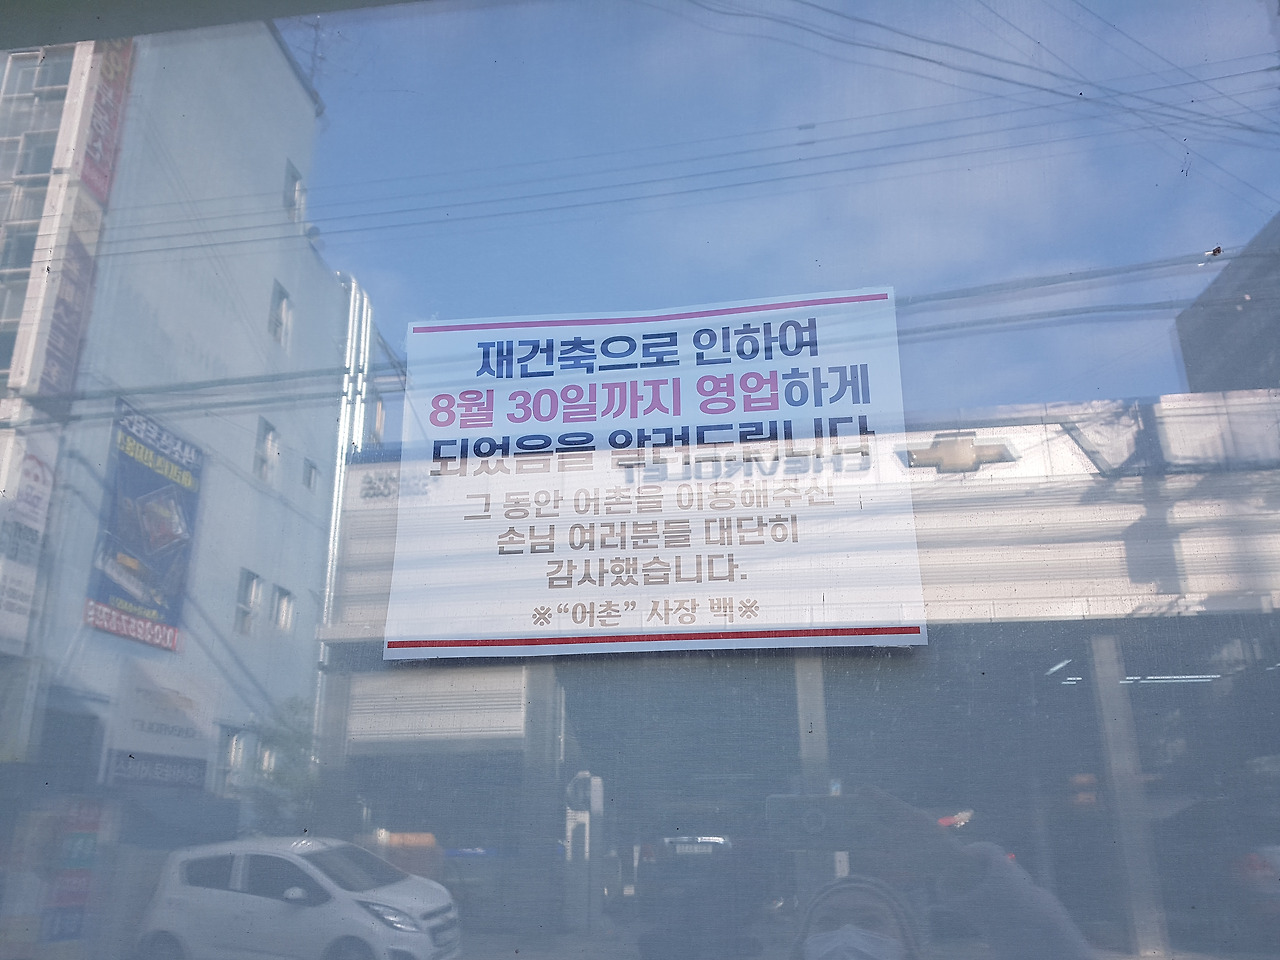 재건축으로 인하여
8월 30일까지 영업하게
되었음을 알려드립니다
그 동안 어촌을 이용해주신
손님 여러분들 대단히
감사했습니다.
※“어촌” 사장 백※
CHEVROLET